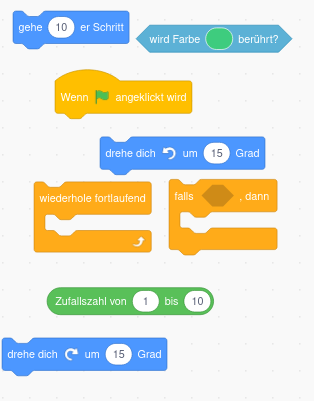 gehe 10 er Schritt
wird Farbe berührt?
Wenn angeklickt wird
drehe dich um 15 Grad
wiederhole fortlaufend
falls , dann
Zufallszahl von 1 bis 10
drehe dich um 15 Grad